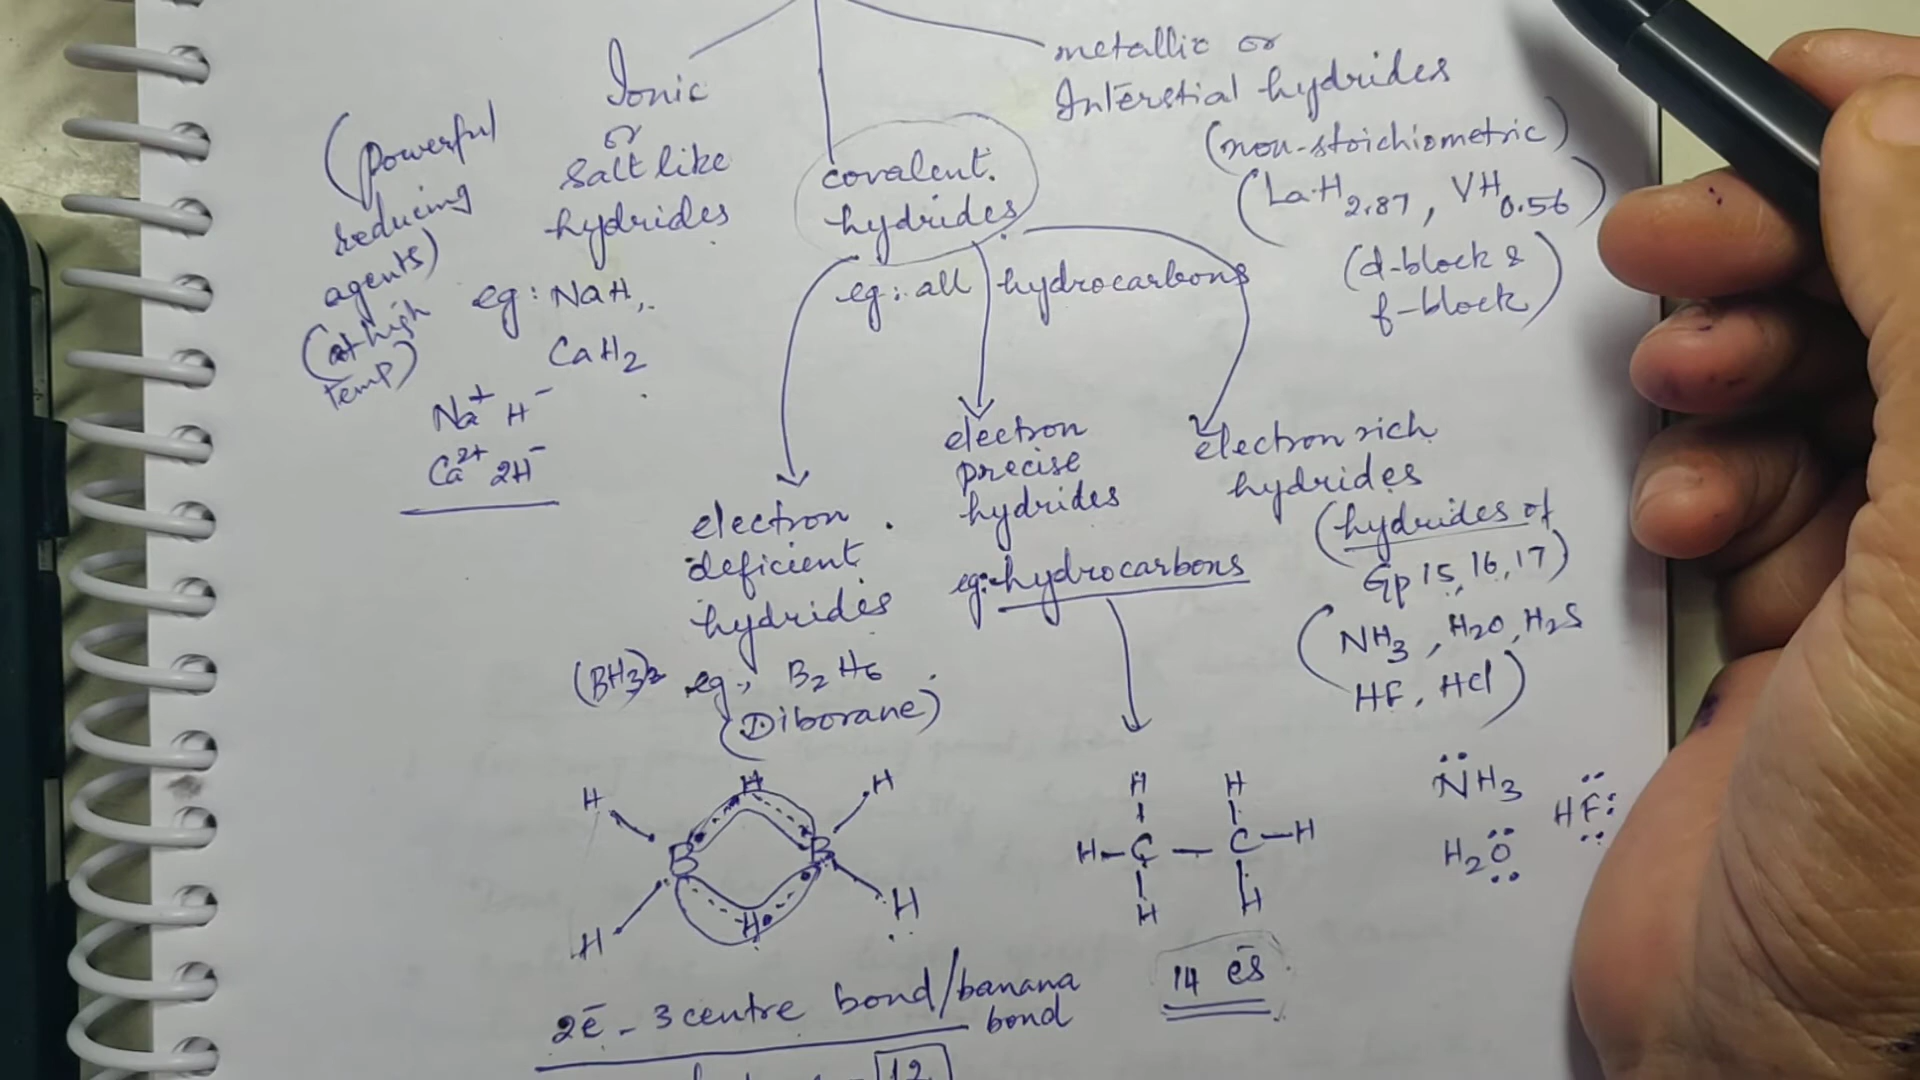 Ionic
or
salt like
hydrides
(powerful
reducing
agents)
(at high
temp)
eg: NaH,
CaH2
Na+ H-
Ca2+ 2H-
covalent.
hydrides
eg: all hydrocarbons
metallic or
Interstial hydrides
(non-stoichiometric)
(LaH2.87, VH0.56)
(d-block &
f-block)
electron
deficient
hydrides
(BH3)2 eg., B2H6
(Diborane)
H H H
B B
H H H
2e- - 3 centre bond/banana
bond
12
electron
precise
hydrides
eg:- hydrocarbons
H H
H-C-C-H
H H
14 e-s
electron rich
hydrides
(hydrides of
Gp 15, 16, 17)
(NH3, H2O, H2S
HF, HCl)
NH3
HF
H2O